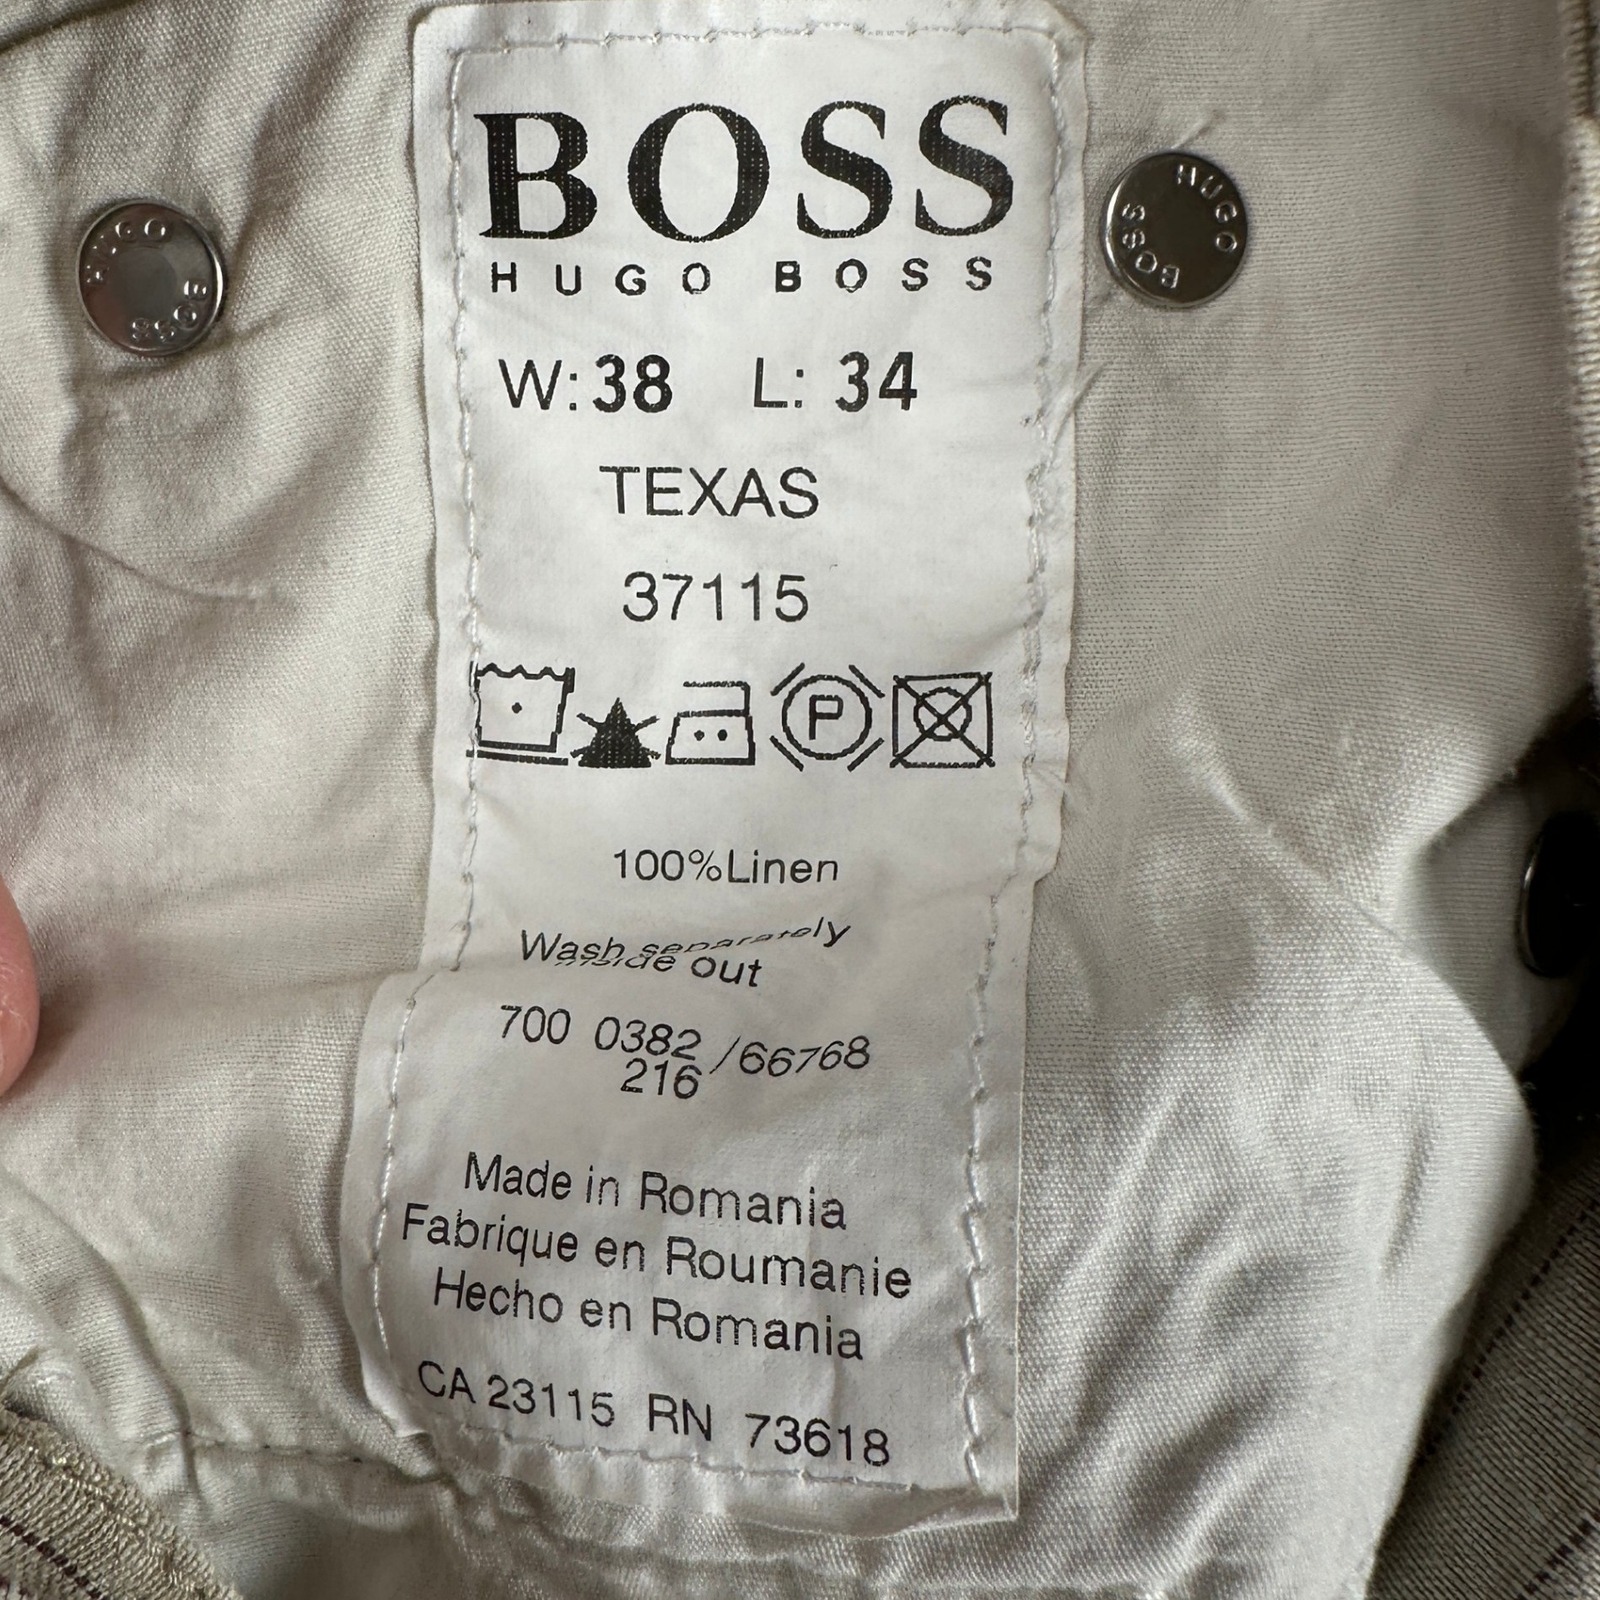 BOSS
HUGO BOSS
HUGO BOSS
HUGO BOSS
W: 38 L: 34
TEXAS
37115
P
100%Linen
Wash separately
inside out
700 0382 /66768
216
Made in Romania
Fabrique en Roumanie
Hecho en Romania
CA 23115 RN 73618